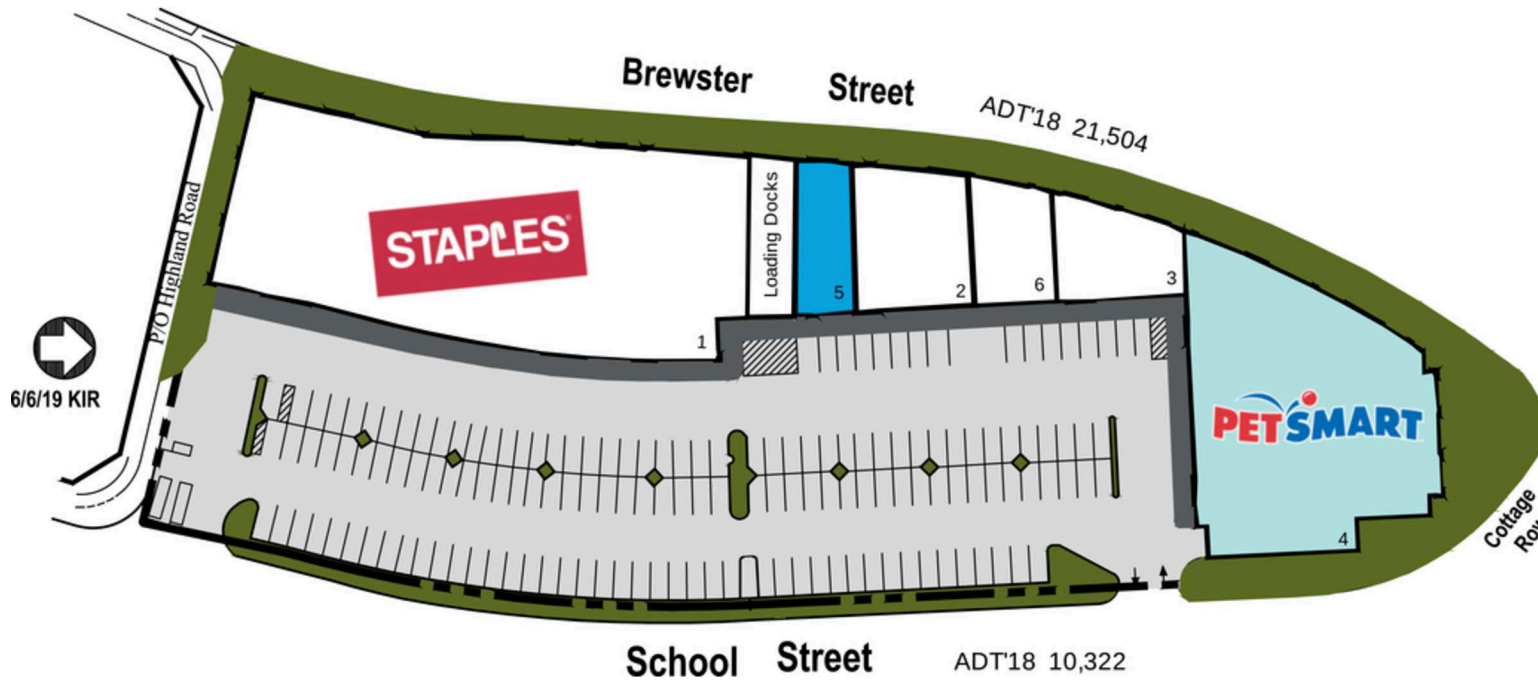 Brewster Street
ADT'18 21,504
STAPLES
Loading Docks
5
2
6
3
1
P/O Highland Road
6/6/19 KIR
PETSMART
4
Cottage
Row
School Street
ADT'18 10,322